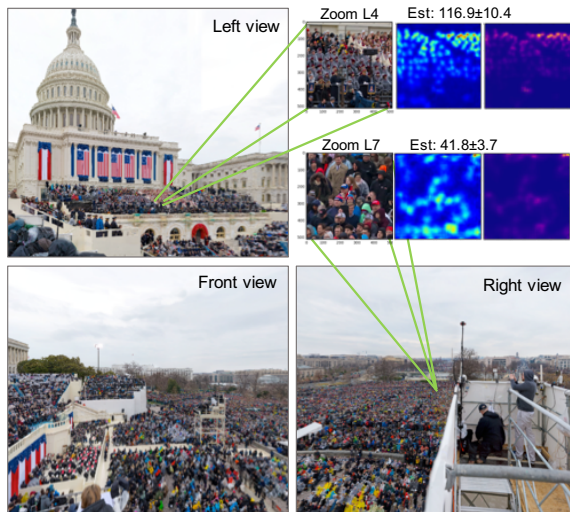 Left view
Zoom L4
Est: 116.9±10.4
Zoom L7
Est: 41.8±3.7
Front view
Right view